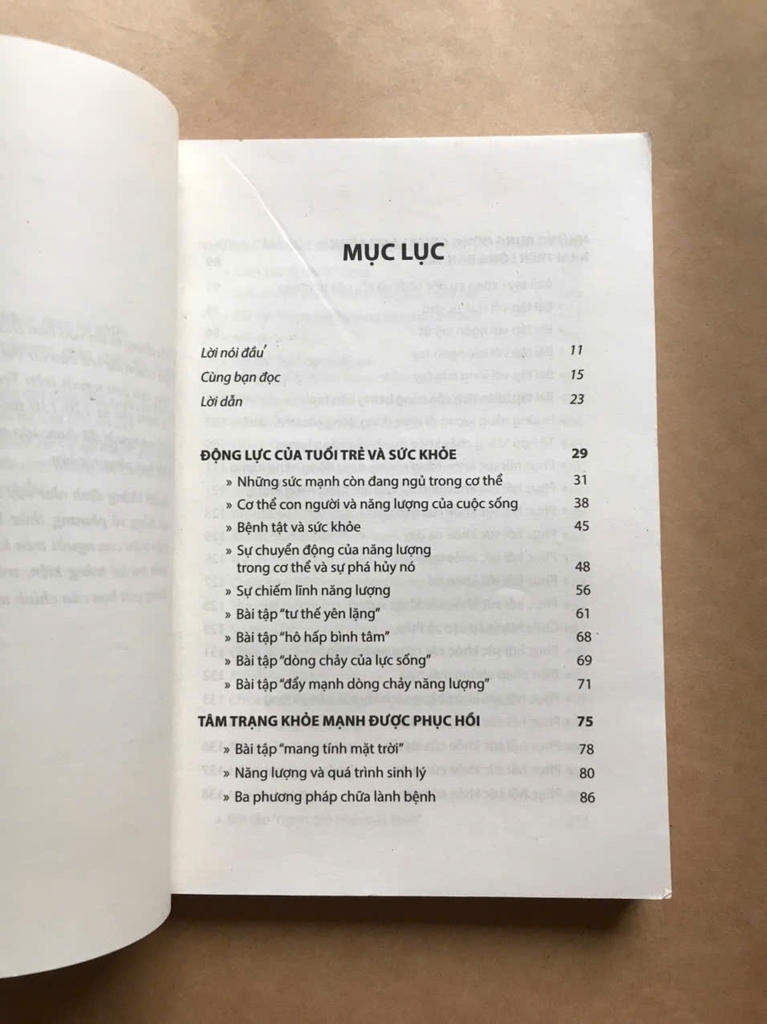 MỤC LỤC
Lời nói đầu 11
Cùng bạn đọc 15
Lời dẫn 23
ĐỘNG LỰC CỦA TUỔI TRẺ VÀ SỨC KHỎE 29
» Những sức mạnh còn đang ngủ trong cơ thể 31
» Cơ thể con người và năng lượng của cuộc sống 38
» Bệnh tật và sức khỏe 45
» Sự chuyển động của năng lượng
trong cơ thể và sự phá hủy nó 48
» Sự chiếm lĩnh năng lượng 56
» Bài tập "tư thế yên lặng" 61
» Bài tập "hô hấp bình tâm" 68
» Bài tập "dòng chảy của lực sống" 69
» Bài tập "đẩy mạnh dòng chảy năng lượng" 71
TÂM TRẠNG KHỎE MẠNH ĐƯỢC PHỤC HỒI 75
» Bài tập "mang tính mặt trời" 78
» Năng lượng và quá trình sinh lý 80
» Ba phương pháp chữa lành bệnh 86